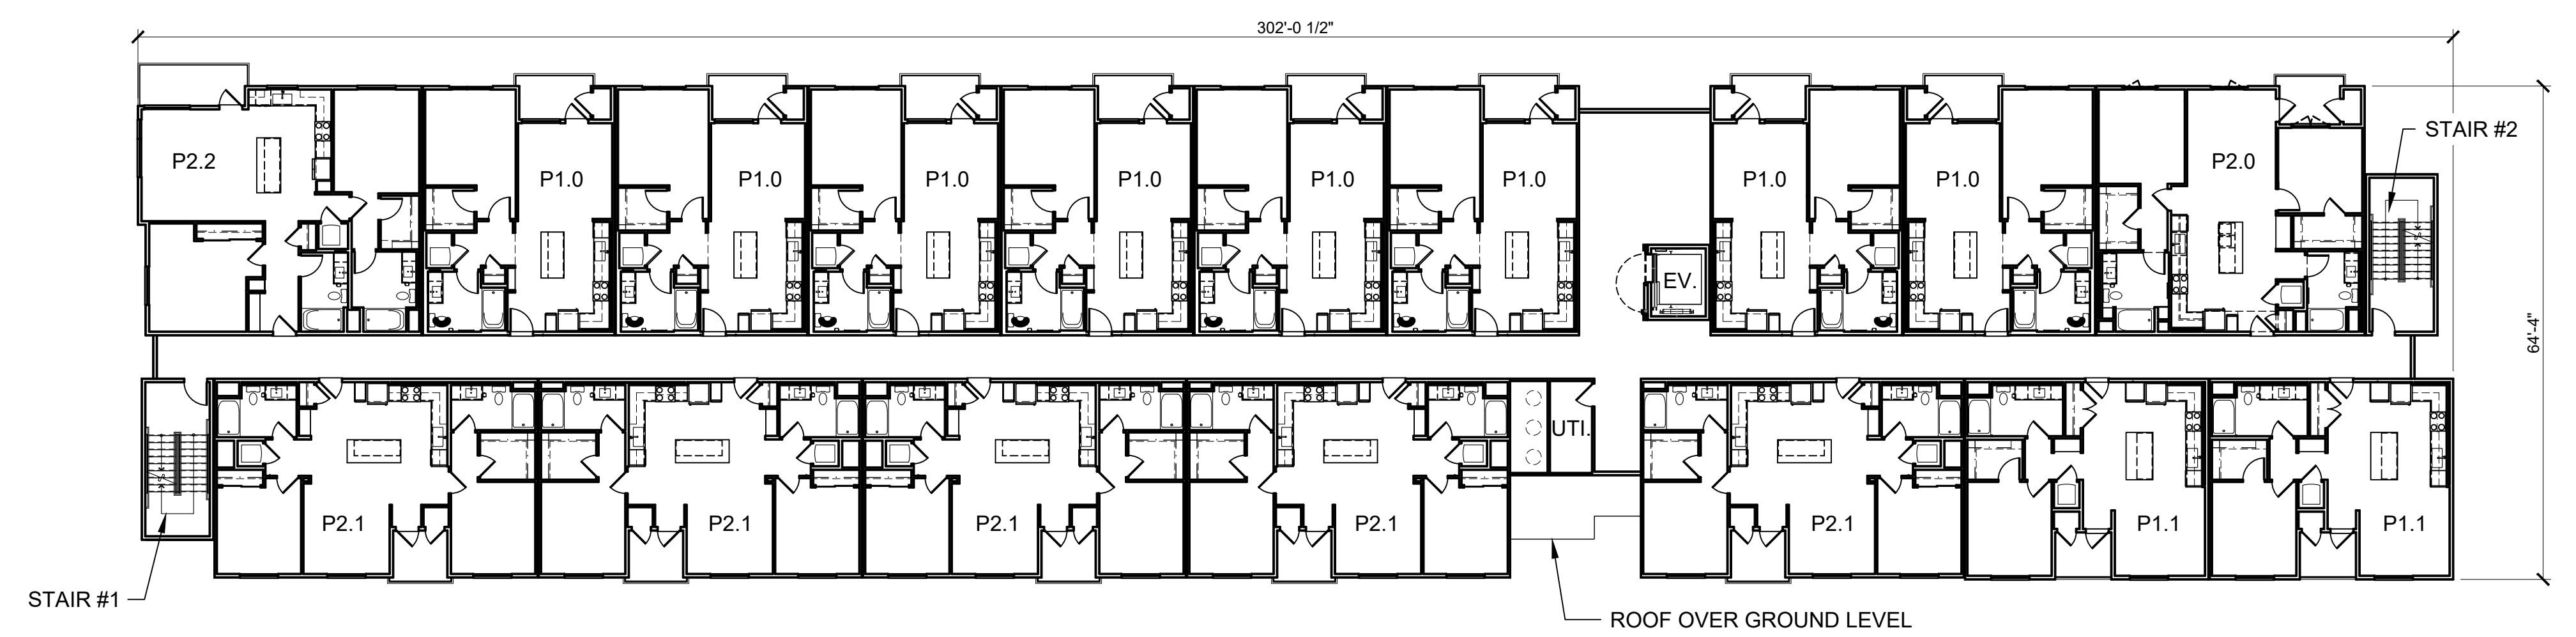 302'-0 1/2"
STAIR #2
P2.2
P1.0
P1.0
P1.0
P1.0
P1.0
P1.0
P1.0
P1.0
P2.0
EV.
64'-4"
UTI.
P2.1
P2.1
P2.1
P2.1
P2.1
P1.1
P1.1
STAIR #1
ROOF OVER GROUND LEVEL